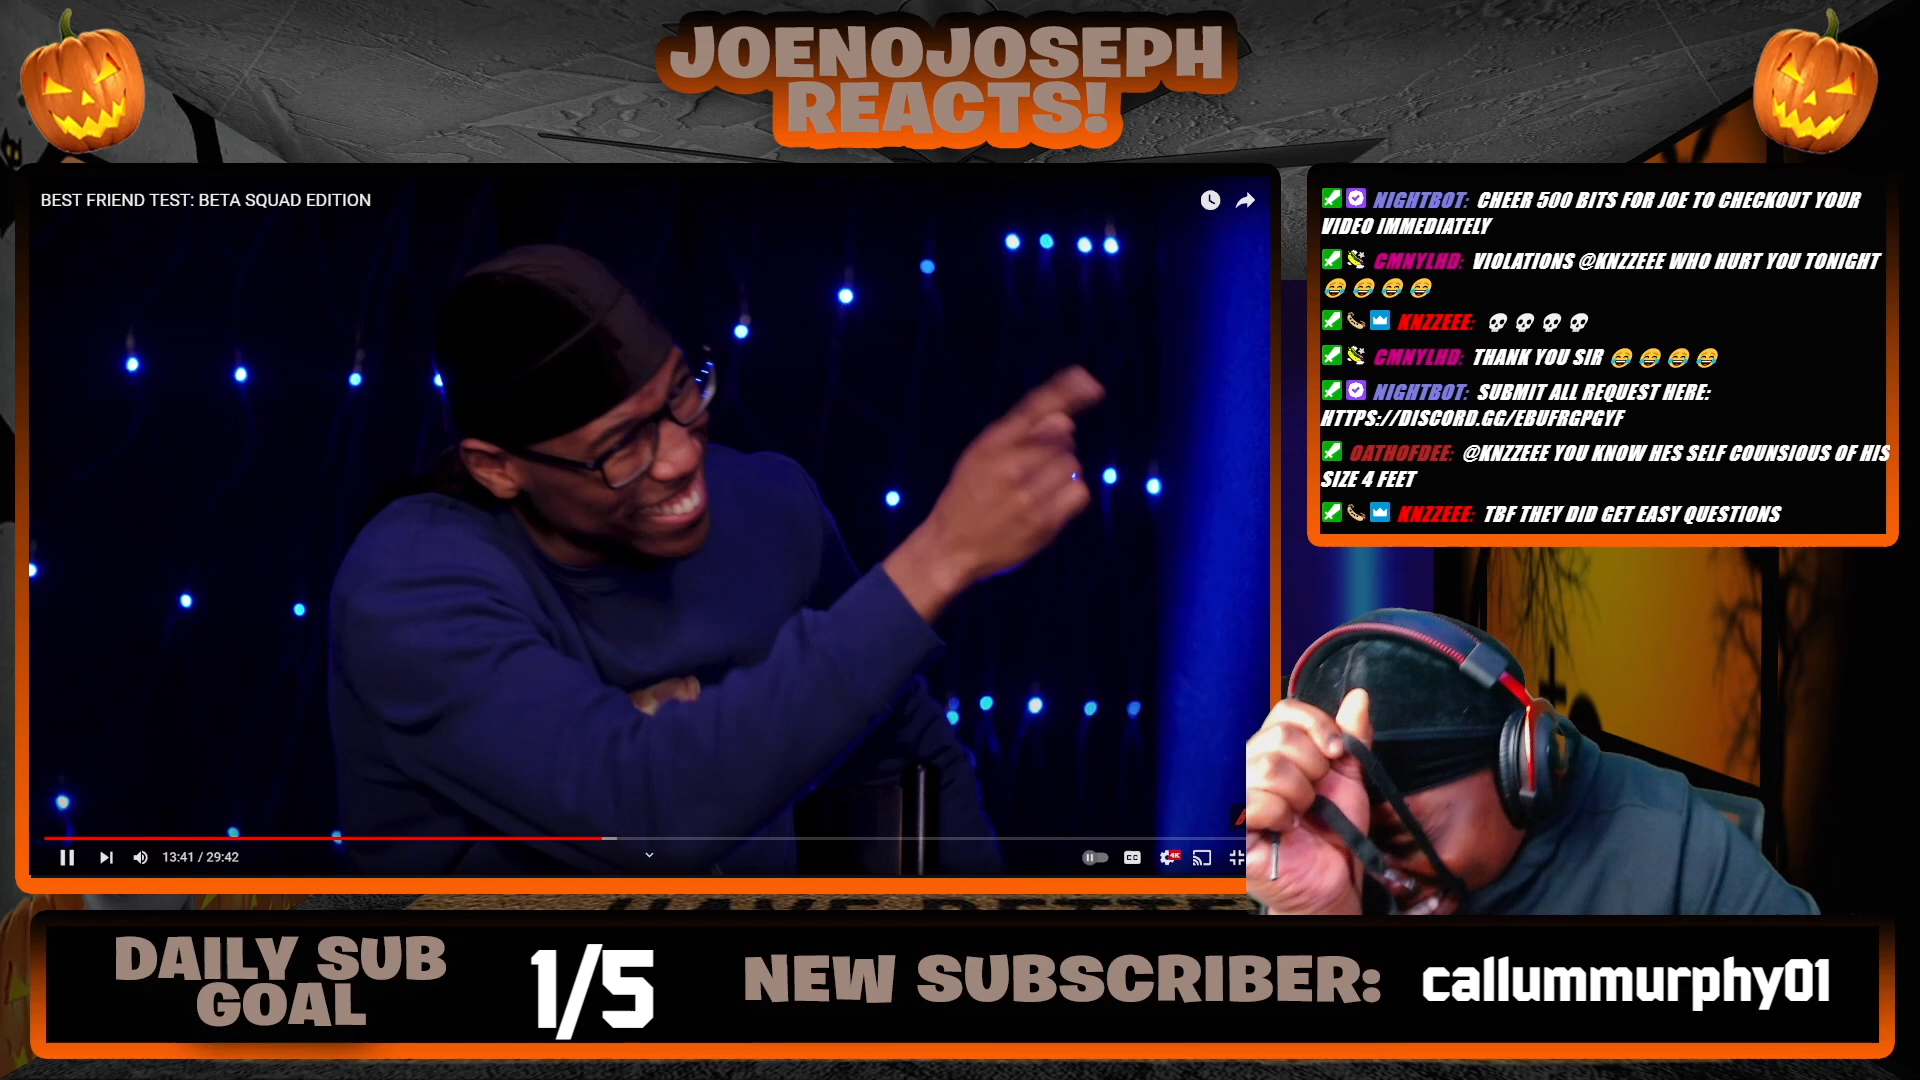 JOENOJOSEPH
REACTS!
BEST FRIEND TEST: BETA SQUAD EDITION
NIGHTBOT: CHEER 500 BITS FOR JOE TO CHECKOUT YOUR
VIDEO IMMEDIATELY
CMNYLHD: VIOLATIONS @KNZZEEE WHO HURT YOU TONIGHT
😂 😂 😂 😂
KNZZEEE: 💀 💀 💀 💀
CMNYLHD: THANK YOU SIR 😂 😂 😂 😂
NIGHTBOT: SUBMIT ALL REQUEST HERE:
HTTPS://DISCORD.GG/EBUFRGPGYF
OATHOFDEE: @KNZZEEE YOU KNOW HES SELF COUNSIOUS OF HIS
SIZE 4 FEET
KNZZEEE: TBF THEY DID GET EASY QUESTIONS
13:41 / 29:42
CC
4K
DAILY SUB
GOAL
1/5
NEW SUBSCRIBER:
callummurphy01